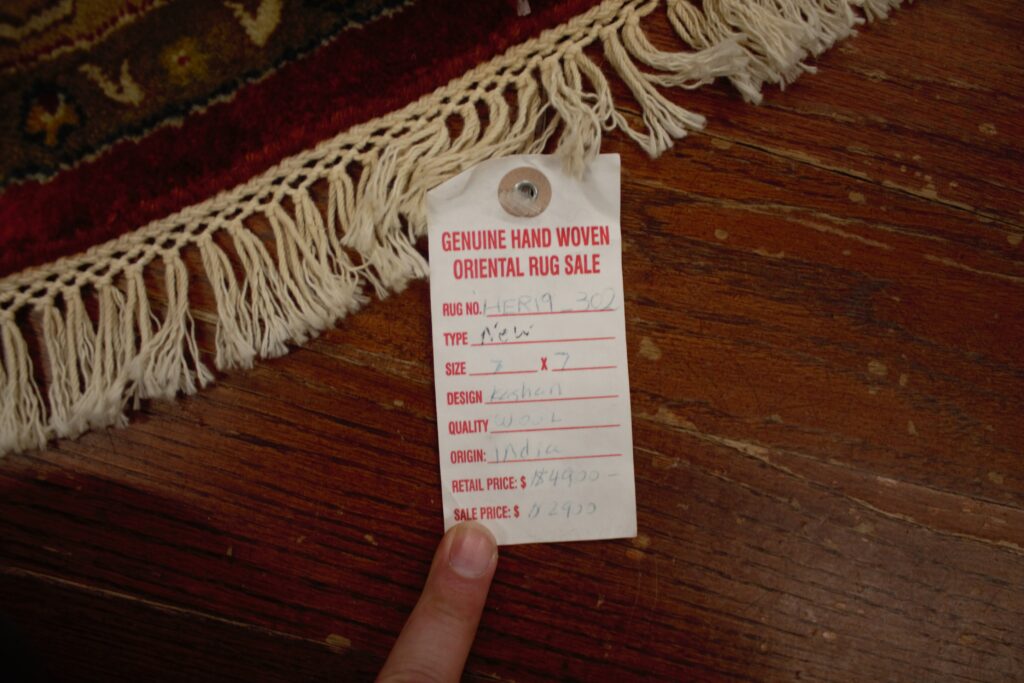 GENUINE HAND WOVEN
ORIENTAL RUG SALE
RUG NO. HER19_302
TYPE New
SIZE 7 X 7
DESIGN Kashan
QUALITY WOOL
ORIGIN: India
RETAIL PRICE: $ $4900-
SALE PRICE: $ $2900